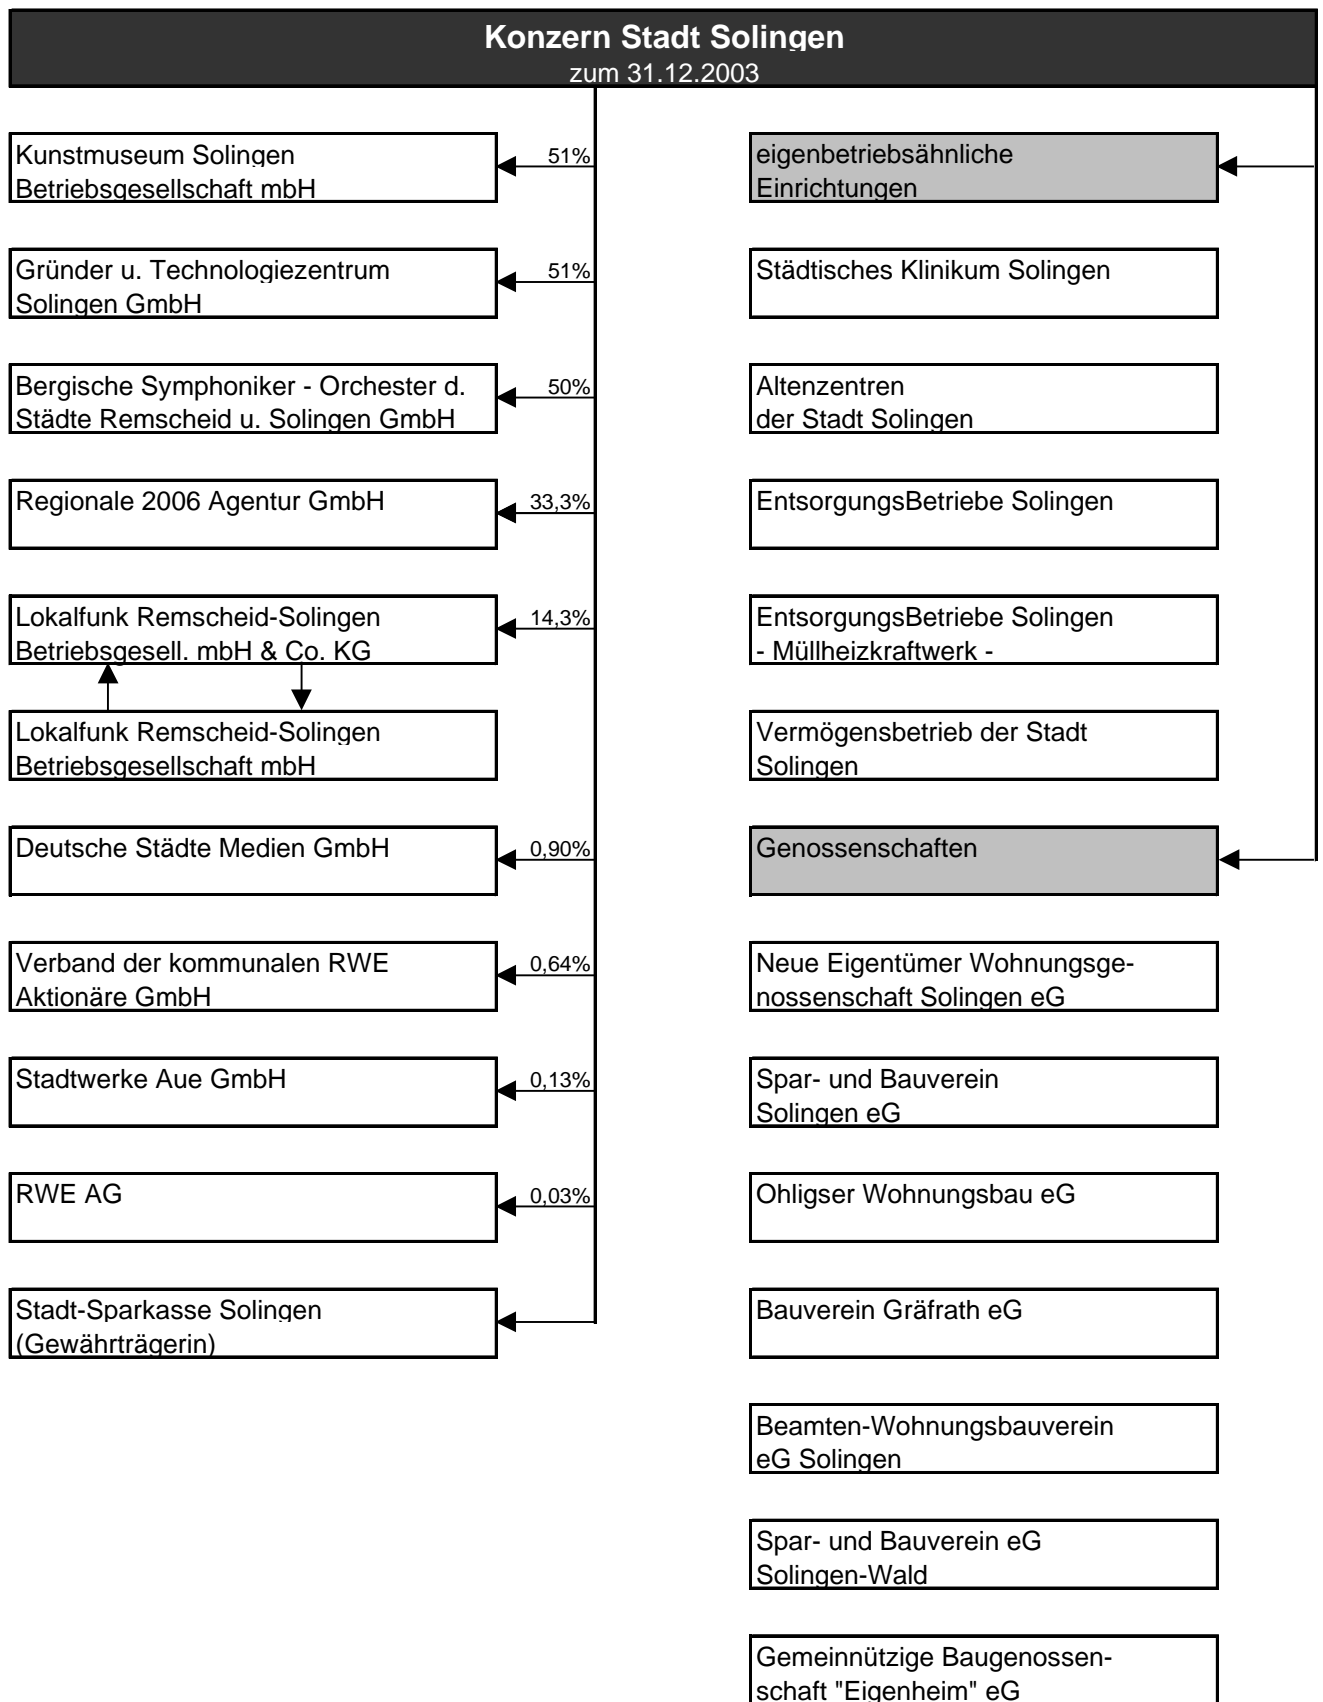 Konzern Stadt Solingen
zum 31.12.2003
Kunstmuseum Solingen
Betriebsgesellschaft mbH
51%
Gründer u. Technologiezentrum
Solingen GmbH
51%
Bergische Symphoniker - Orchester d.
Städte Remscheid u. Solingen GmbH
50%
Regionale 2006 Agentur GmbH
33,3%
Lokalfunk Remscheid-Solingen
Betriebsgesell. mbH & Co. KG
14,3%
Lokalfunk Remscheid-Solingen
Betriebsgesellschaft mbH
Deutsche Städte Medien GmbH
0,90%
Verband der kommunalen RWE
Aktionäre GmbH
0,64%
Stadtwerke Aue GmbH
0,13%
RWE AG
0,03%
Stadt-Sparkasse Solingen
(Gewährträgerin)
eigenbetriebsähnliche
Einrichtungen
Städtisches Klinikum Solingen
Altenzentren
der Stadt Solingen
EntsorgungsBetriebe Solingen
EntsorgungsBetriebe Solingen
- Müllheizkraftwerk -
Vermögensbetrieb der Stadt
Solingen
Genossenschaften
Neue Eigentümer Wohnungsge-
nossenschaft Solingen eG
Spar- und Bauverein
Solingen eG
Ohligser Wohnungsbau eG
Bauverein Gräfrath eG
Beamten-Wohnungsbauverein
eG Solingen
Spar- und Bauverein eG
Solingen-Wald
Gemeinnützige Baugenossen-
schaft "Eigenheim" eG